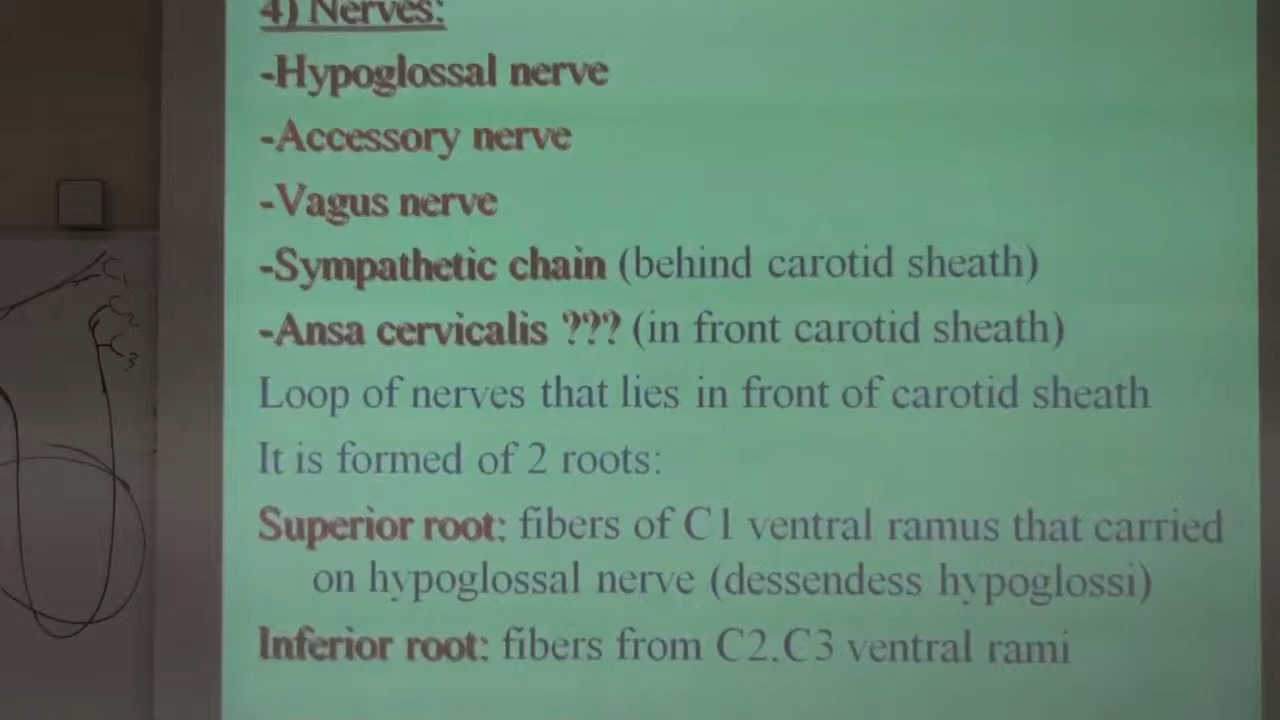 4) Nerves:
-Hypoglossal nerve
-Accessory nerve
-Vagus nerve
-Sympathetic chain (behind carotid sheath)
-Ansa cervicalis ??? (in front carotid sheath)
Loop of nerves that lies in front of carotid sheath
It is formed of 2 roots:
Superior root: fibers of C1 ventral ramus that carried
on hypoglossal nerve (dessendess hypoglossi)
Inferior root: fibers from C2,C3 ventral rami
C1
C2
C3